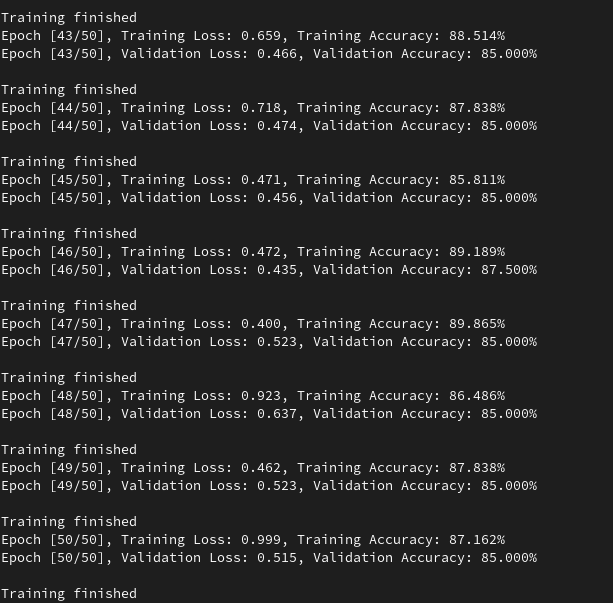 Training finished
Epoch [43/50], Training Loss: 0.659, Training Accuracy: 88.514%
Epoch [43/50], Validation Loss: 0.466, Validation Accuracy: 85.000%
Training finished
Epoch [44/50], Training Loss: 0.718, Training Accuracy: 87.838%
Epoch [44/50], Validation Loss: 0.474, Validation Accuracy: 85.000%
Training finished
Epoch [45/50], Training Loss: 0.471, Training Accuracy: 85.811%
Epoch [45/50], Validation Loss: 0.456, Validation Accuracy: 85.000%
Training finished
Epoch [46/50], Training Loss: 0.472, Training Accuracy: 89.189%
Epoch [46/50], Validation Loss: 0.435, Validation Accuracy: 87.500%
Training finished
Epoch [47/50], Training Loss: 0.400, Training Accuracy: 89.865%
Epoch [47/50], Validation Loss: 0.523, Validation Accuracy: 85.000%
Training finished
Epoch [48/50], Training Loss: 0.923, Training Accuracy: 86.486%
Epoch [48/50], Validation Loss: 0.637, Validation Accuracy: 85.000%
Training finished
Epoch [49/50], Training Loss: 0.462, Training Accuracy: 87.838%
Epoch [49/50], Validation Loss: 0.523, Validation Accuracy: 85.000%
Training finished
Epoch [50/50], Training Loss: 0.999, Training Accuracy: 87.162%
Epoch [50/50], Validation Loss: 0.515, Validation Accuracy: 85.000%
Training finished